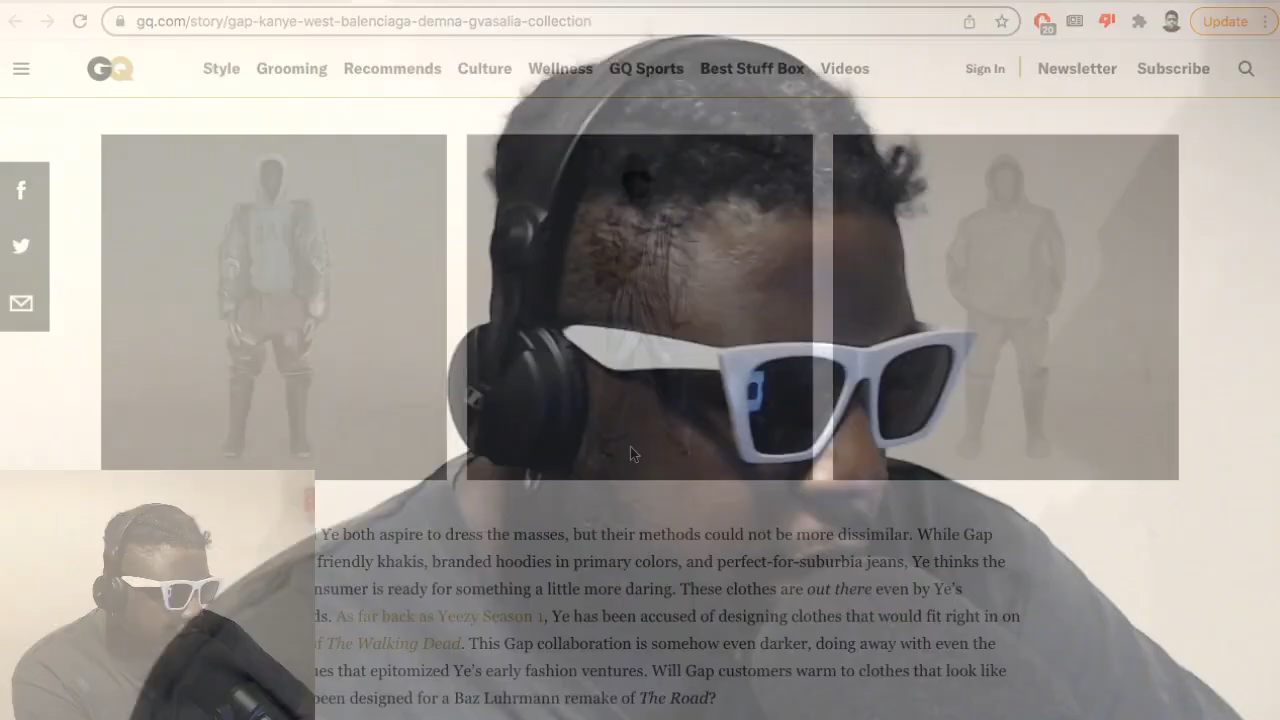 gq.com/story/gap-kanye-west-balenciaga-demna-gvasalia-collection
20
Update
GQ
Style Grooming Recommends Culture Wellness GQ Sports Best Stuff Box Videos Sign In Newsletter Subscribe
Ye both aspire to dress the masses, but their methods could not be more dissimilar. While Gap
friendly khakis, branded hoodies in primary colors, and perfect-for-suburbia jeans, Ye thinks the
nsumer is ready for something a little more daring. These clothes are out there even by Ye's
ds. As far back as Yeezy Season 1, Ye has been accused of designing clothes that would fit right in on
f The Walking Dead. This Gap collaboration is somehow even darker, doing away with even the
ues that epitomized Ye's early fashion ventures. Will Gap customers warm to clothes that look like
been designed for a Baz Luhrmann remake of The Road?